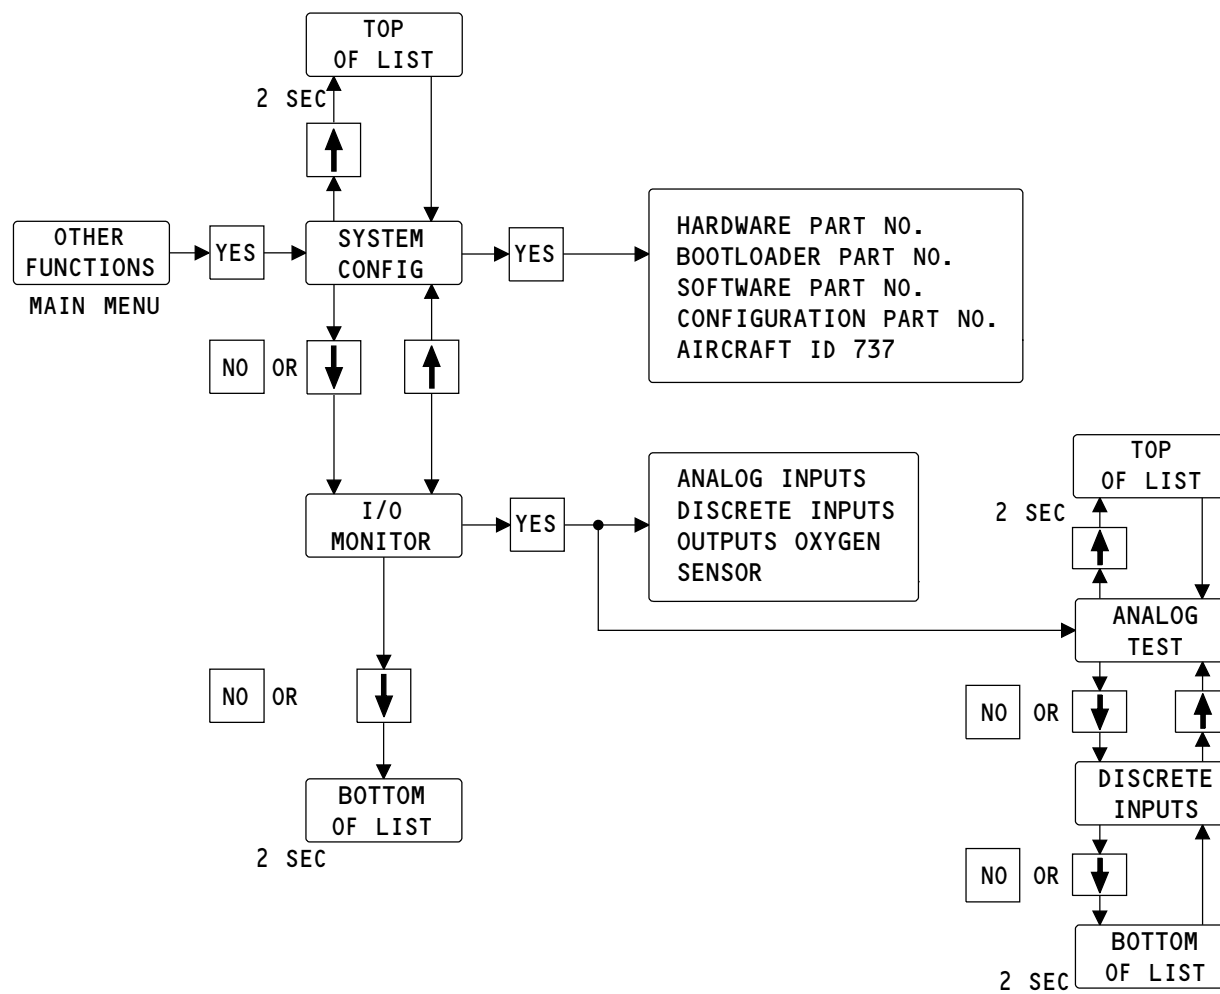 TOP
OF LIST
2 SEC
OTHER
FUNCTIONS
MAIN MENU
YES
SYSTEM
CONFIG
YES
HARDWARE PART NO.
BOOTLOADER PART NO.
SOFTWARE PART NO.
CONFIGURATION PART NO.
AIRCRAFT ID 737
NO OR
I/O
MONITOR
YES
ANALOG INPUTS
DISCRETE INPUTS
OUTPUTS OXYGEN
SENSOR
NO OR
BOTTOM
OF LIST
2 SEC
TOP
OF LIST
2 SEC
ANALOG
TEST
NO OR
DISCRETE
INPUTS
NO OR
BOTTOM
OF LIST
2 SEC